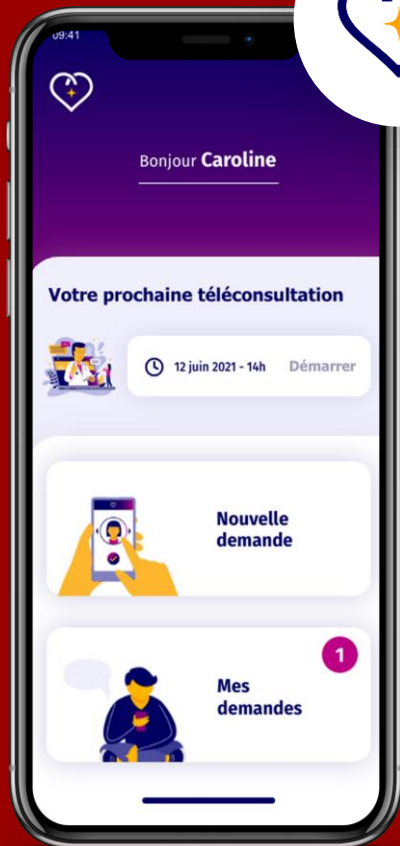 09:41
Bonjour Caroline
Votre prochaine téléconsultation
12 juin 2021 - 14h Démarrer
Nouvelle
demande
1
Mes
demandes